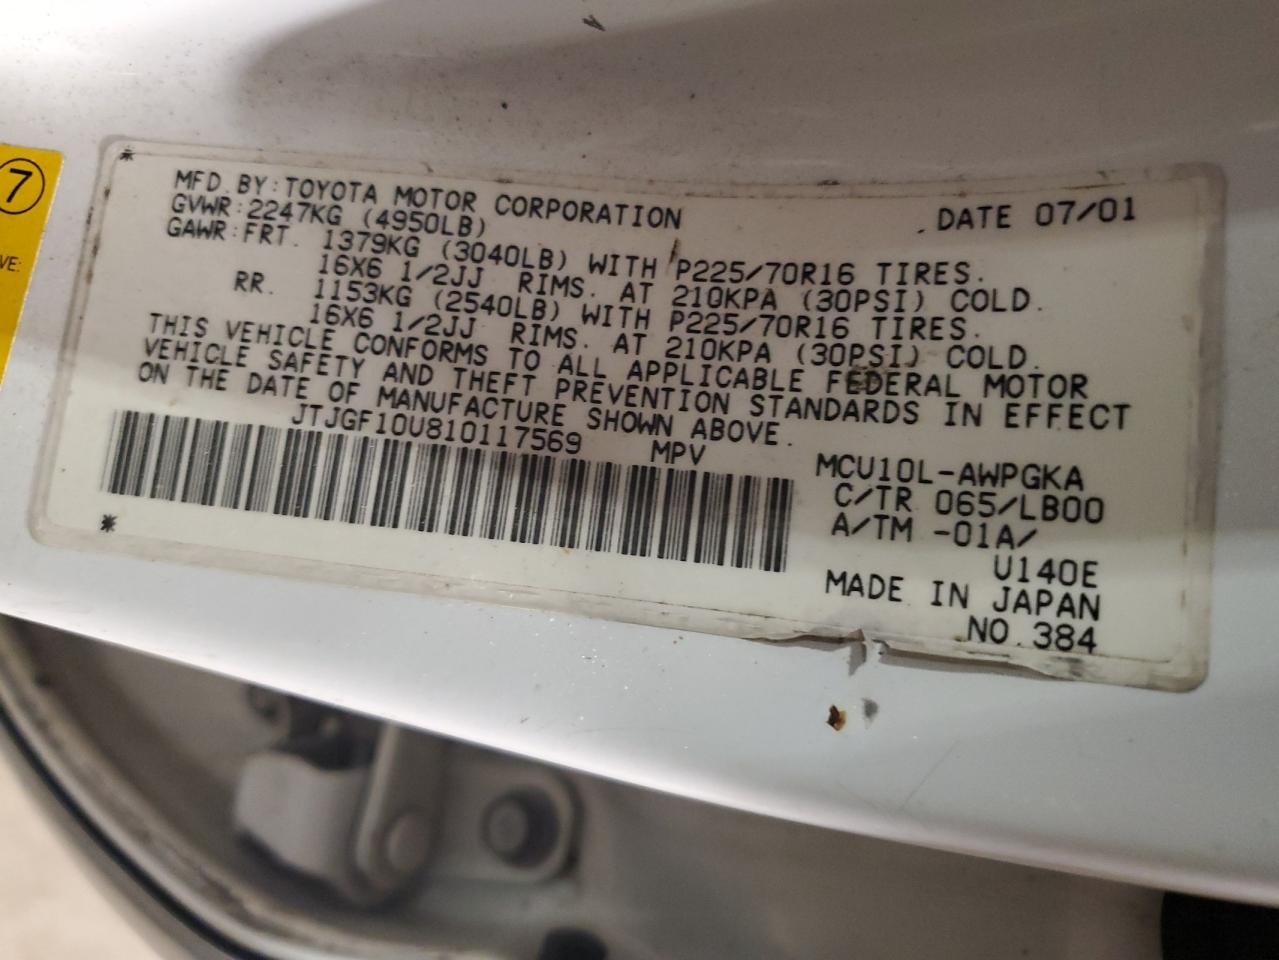 7
VE:
MFD. BY: TOYOTA MOTOR CORPORATION DATE 07/01
GVWR: 2247KG (4950LB)
GAWR: FRT. 1379KG (3040LB) WITH P225/70R16 TIRES.
16X6 1/2JJ RIMS. AT 210KPA (30PSI) COLD.
RR. 1153KG (2540LB) WITH P225/70R16 TIRES.
16X6 1/2JJ RIMS. AT 210KPA (30PSI) COLD.
THIS VEHICLE CONFORMS TO ALL APPLICABLE FEDERAL MOTOR
VEHICLE SAFETY AND THEFT PREVENTION STANDARDS IN EFFECT
ON THE DATE OF MANUFACTURE SHOWN ABOVE.
JTJGF10U810117569 MPV
MCU10L-AWPGKA
C/TR 065/LB00
A/TM -01A/
U140E
MADE IN JAPAN
NO.384